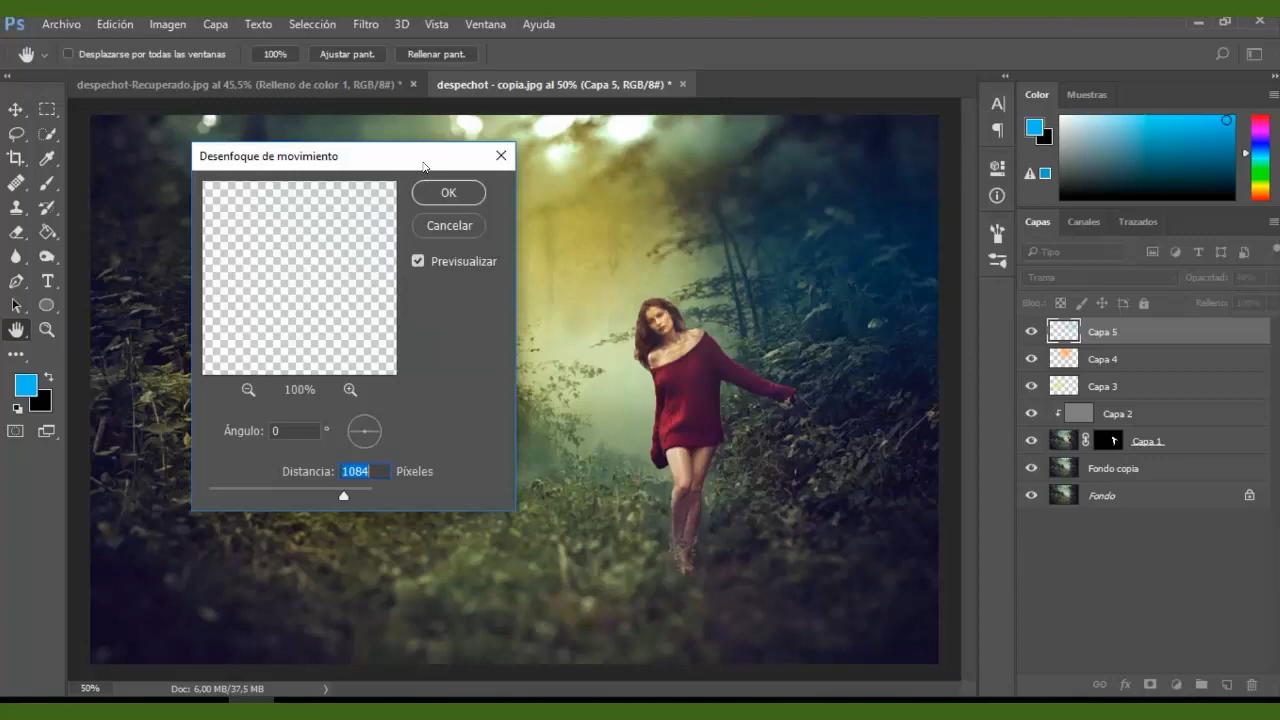 Ps Archivo Edición Imagen Capa Texto Selección Filtro 3D Vista Ventana Ayuda
Desplazarse por todas las ventanas 100% Ajustar pant. Rellenar pant.
despechot-Recuperado.jpg al 45,5% (Relleno de color 1, RGB/8#) * × despechot - copia.jpg al 50% (Capa 5, RGB/8#) * ×
Color Muestras
Desenfoque de movimiento
OK
Cancelar
Previsualizar
100%
Ángulo: 0 °
Distancia: 1084 Píxeles
Capas Canales Trazados
Tipo
Trama Opacidad:
Bloq.: Relleno: 100%
Capa 5
Capa 4
Capa 3
Capa 2
Capa 1
Fondo copia
Fondo
fx
50% Doc: 6,00 MB/37,5 MB